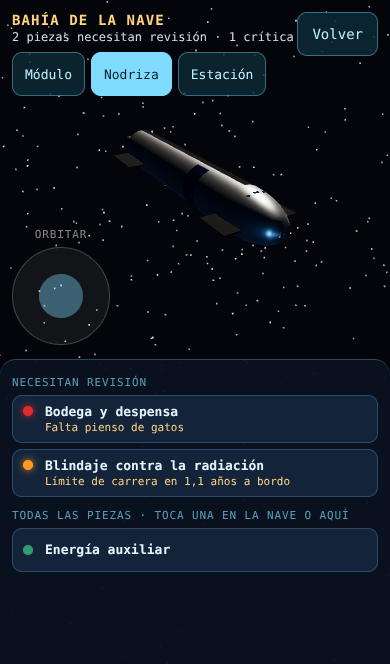 BAHÍA DE LA NAVE
2 piezas necesitan revisión · 1 crítica
Volver
Módulo
Nodriza
Estación
ORBITAR
NECESITAN REVISIÓN
Bodega y despensa
Falta pienso de gatos
Blindaje contra la radiación
Límite de carrera en 1,1 años a bordo
TODAS LAS PIEZAS · TOCA UNA EN LA NAVE O AQUÍ
Energía auxiliar